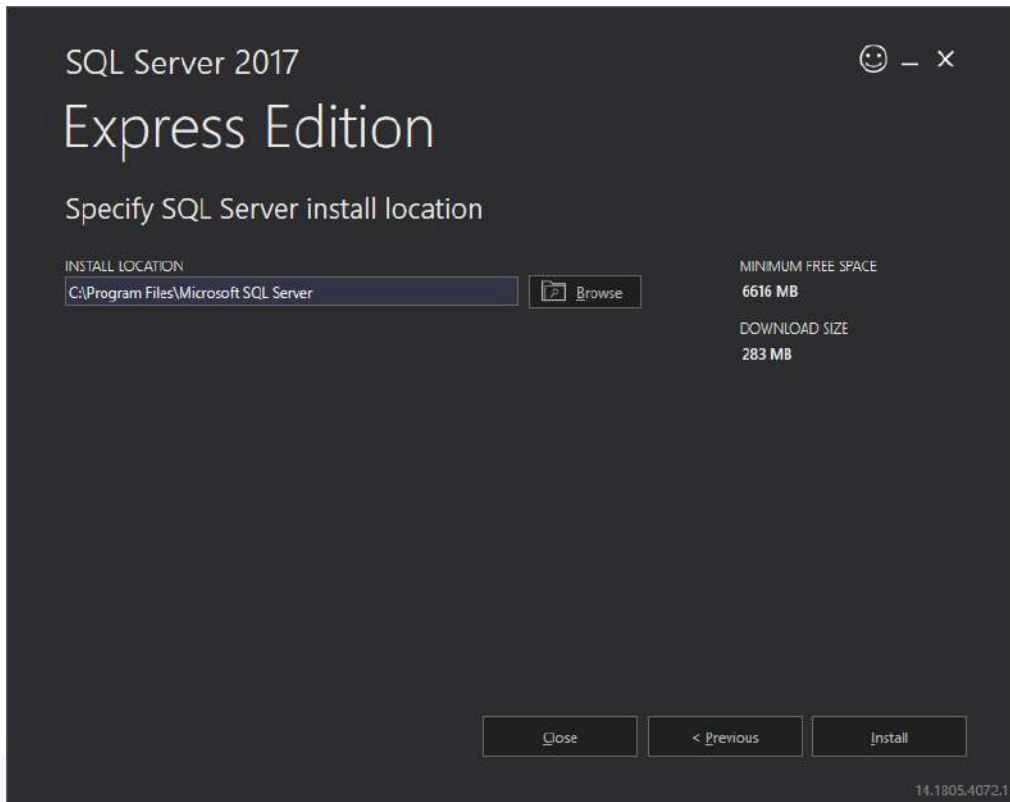 SQL Server 2017
Express Edition
Specify SQL Server install location
INSTALL LOCATION
C:\Program Files\Microsoft SQL Server
Browse
MINIMUM FREE SPACE
6616 MB
DOWNLOAD SIZE
283 MB
Close
< Previous
Install
14.1805.4072.1